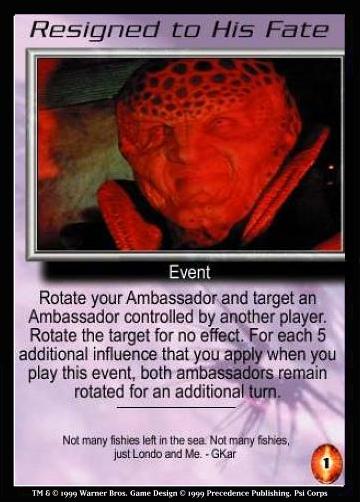 Resigned to His Fate
Event
Rotate your Ambassador and target an
Ambassador controlled by another player.
Rotate the target for no effect. For each 5
additional influence that you apply when you
play this event, both ambassadors remain
rotated for an additional turn.
Not many fishies left in the sea. Not many fishies,
just Londo and Me. - GKar
1
TM & © 1999 Warner Bros. Game Design © 1999 Precedence Publishing. Psi Corps